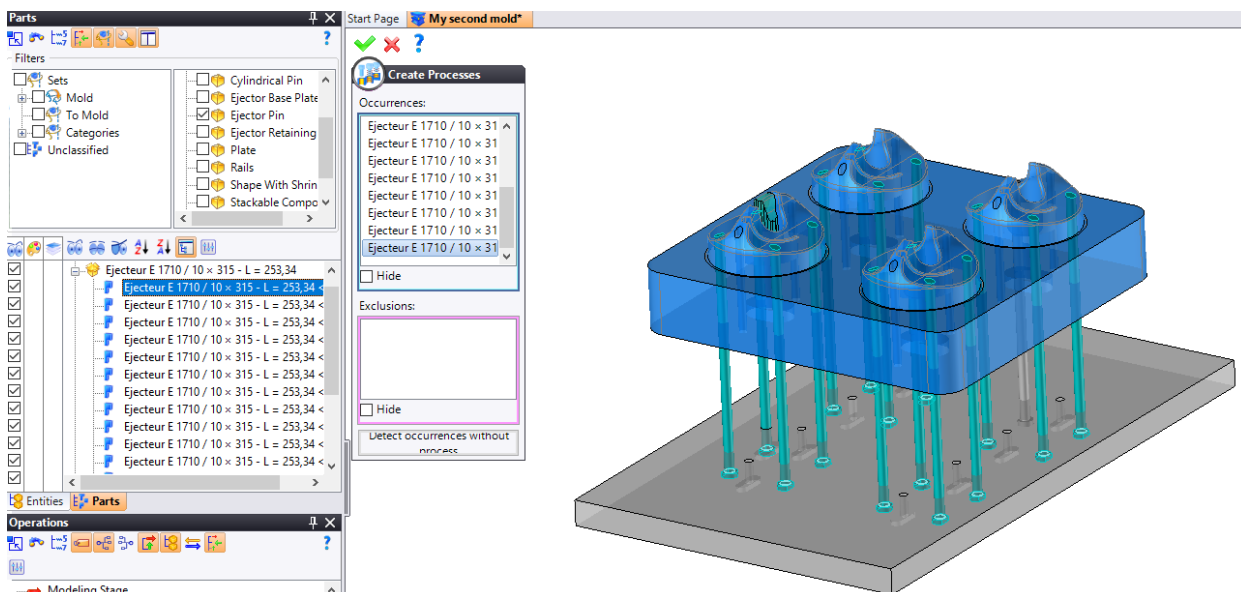 Parts
Start Page
My second mold*
Filters
Sets
Mold
To Mold
Categories
Unclassified
Cylindrical Pin
Ejector Base Plate
Ejector Pin
Ejector Retaining
Plate
Rails
Shape With Shrin
Stackable Compo
Create Processes
Occurrences:
Ejecteur E 1710 / 10 × 31
Ejecteur E 1710 / 10 × 31
Ejecteur E 1710 / 10 × 31
Ejecteur E 1710 / 10 × 31
Ejecteur E 1710 / 10 × 31
Ejecteur E 1710 / 10 × 31
Ejecteur E 1710 / 10 × 31
Ejecteur E 1710 / 10 × 31
Hide
Exclusions:
Hide
Detect occurrences without
process
Ejecteur E 1710 / 10 × 315 - L = 253,34
Ejecteur E 1710 / 10 × 315 - L = 253,34 <
Ejecteur E 1710 / 10 × 315 - L = 253,34 <
Ejecteur E 1710 / 10 × 315 - L = 253,34 <
Ejecteur E 1710 / 10 × 315 - L = 253,34 <
Ejecteur E 1710 / 10 × 315 - L = 253,34 <
Ejecteur E 1710 / 10 × 315 - L = 253,34 <
Ejecteur E 1710 / 10 × 315 - L = 253,34 <
Ejecteur E 1710 / 10 × 315 - L = 253,34 <
Ejecteur E 1710 / 10 × 315 - L = 253,34 <
Ejecteur E 1710 / 10 × 315 - L = 253,34 <
Ejecteur E 1710 / 10 × 315 - L = 253,34 <
Entities
Parts
Operations
Modeling Stage